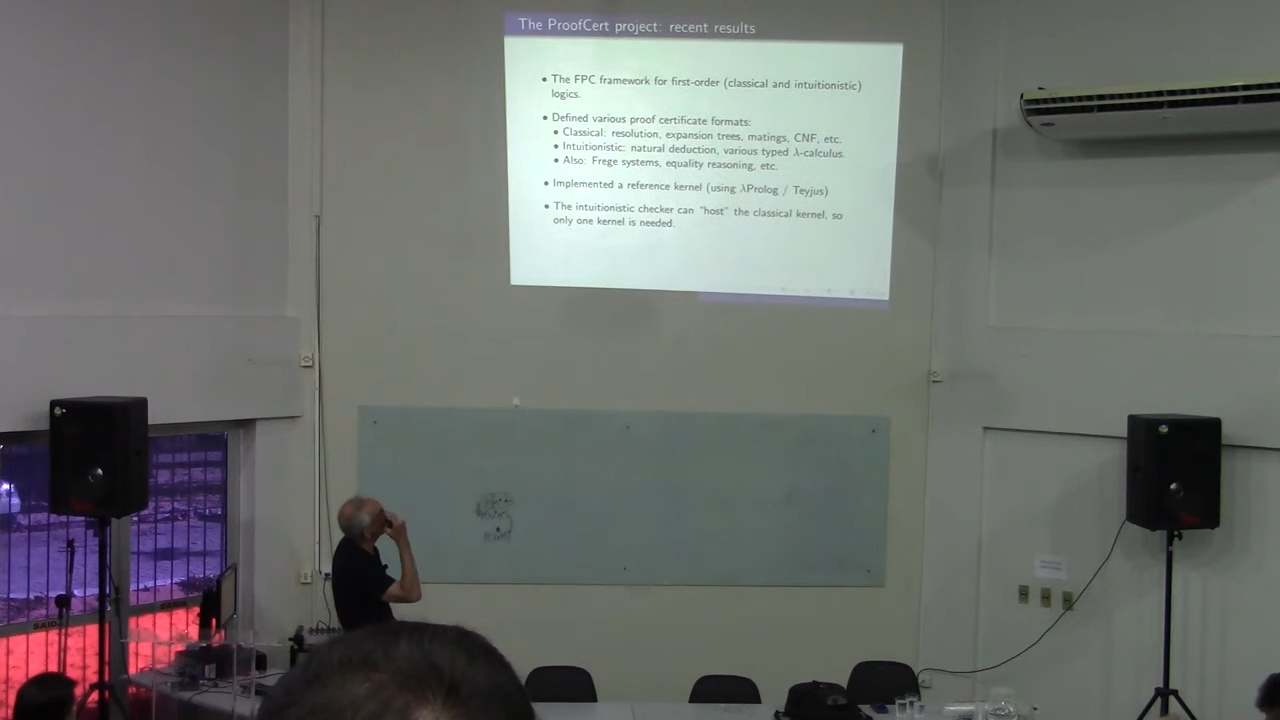 The ProofCert project: recent results
• The FPC framework for first-order (classical and intuitionistic)
logics.
• Defined various proof certificate formats:
• Classical: resolution, expansion trees, matings, CNF, etc.
• Intuitionistic: natural deduction, various typed λ-calculus.
• Also: Frege systems, equality reasoning, etc.
• Implemented a reference kernel (using λProlog / Teyjus)
• The intuitionistic checker can "host" the classical kernel, so
only one kernel is needed.